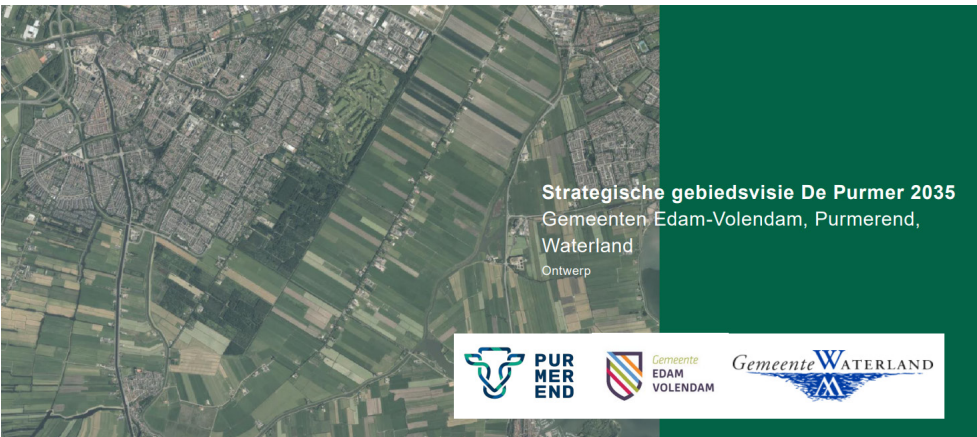 Strategische gebiedsvisie De Purmer 2035
Gemeenten Edam-Volendam, Purmerend,
Waterland
Ontwerp
PUR
MER
END
Gemeente
EDAM
VOLENDAM
Gemeente WATERLAND